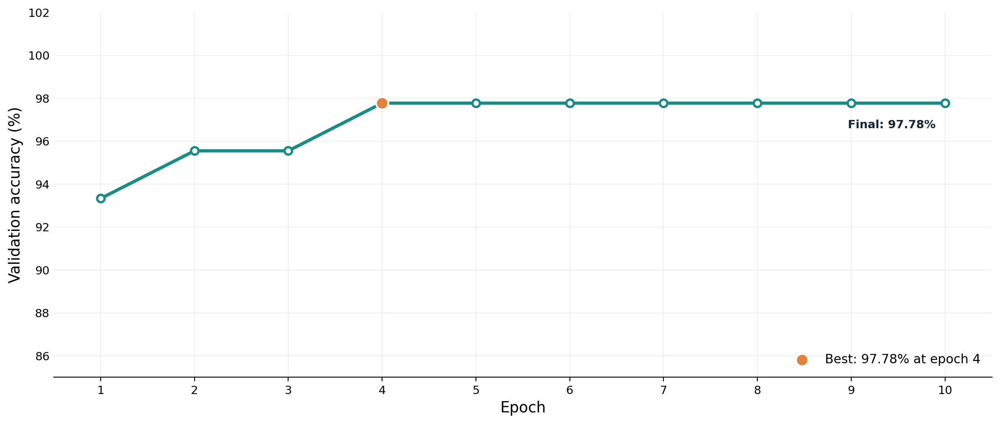 102
100
98
96
94
92
90
88
86
Validation accuracy (%)
Final: 97.78%
Best: 97.78% at epoch 4
1 2 3 4 5 6 7 8 9 10
Epoch